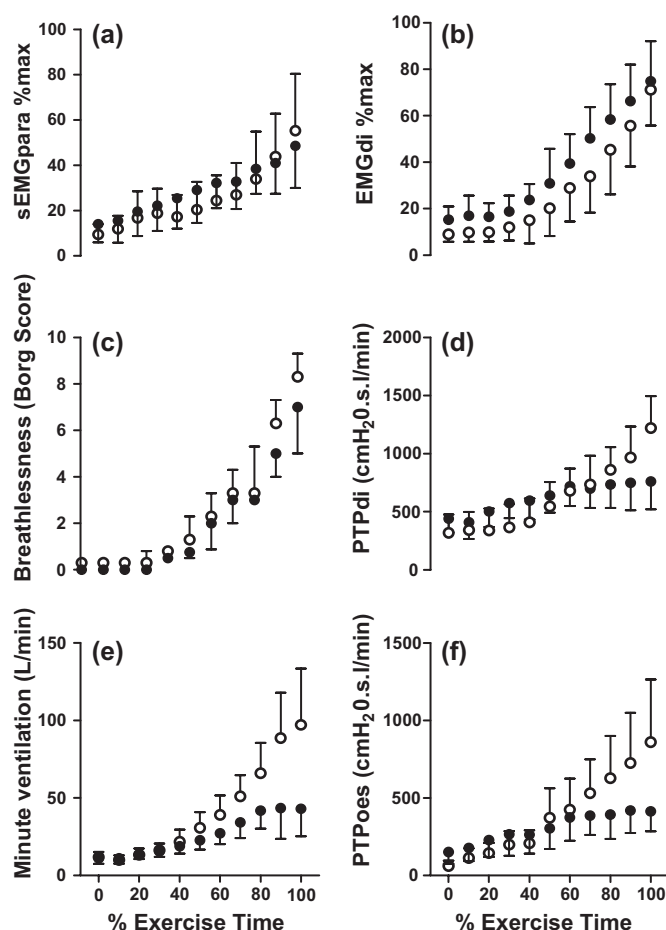 (a)
sEMGpara %max
100
80
60
40
20
0
(b)
EMGdi %max
100
80
60
40
20
0
(c)
Breathlessness (Borg Score)
10
8
6
4
2
0
(d)
PTPdi (cmH₂0.s.l/min)
2000
1500
1000
500
0
(e)
Minute ventilation (L/min)
150
100
50
0
0 20 40 60 80 100
% Exercise Time
(f)
PTPoes (cmH₂0.s.l/min)
1500
1000
500
0
0 20 40 60 80 100
% Exercise Time